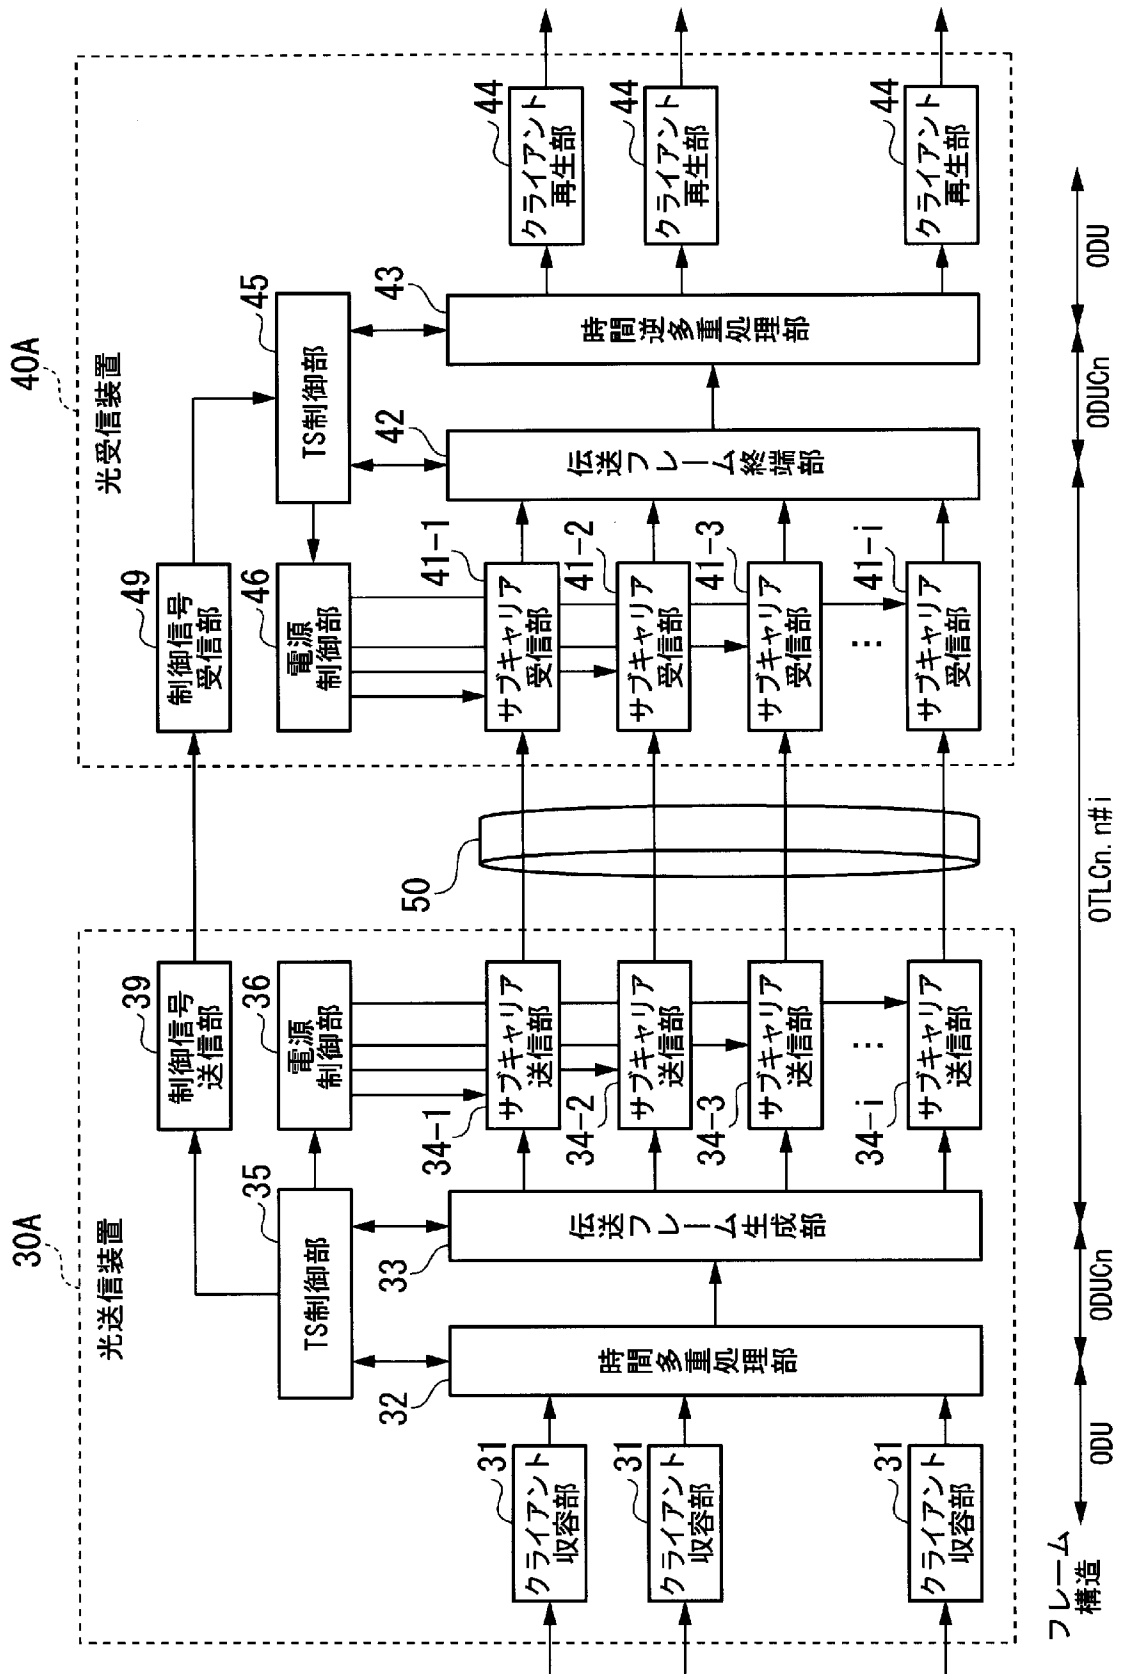 30A
光送信装置
39
制御信号
送信部
35
TS制御部
36
電源
制御部
31
クライアント
収容部
31
クライアント
収容部
31
クライアント
収容部
32
時間多重処理部
33
伝送フレーム生成部
34-1
サブキャリア
送信部
34-2
サブキャリア
送信部
34-3
サブキャリア
送信部
⋯
34-i
サブキャリア
送信部
50
40A
光受信装置
49
制御信号
受信部
46
電源
制御部
45
TS制御部
41-1
サブキャリア
受信部
41-2
サブキャリア
受信部
41-3
サブキャリア
受信部
⋯
41-i
サブキャリア
受信部
42
伝送フレーム終端部
43
時間逆多重処理部
44
クライアント
再生部
44
クライアント
再生部
44
クライアント
再生部
フレーム
構造
ODU
ODUCn
OTLCn. n#i
ODUCn
ODU